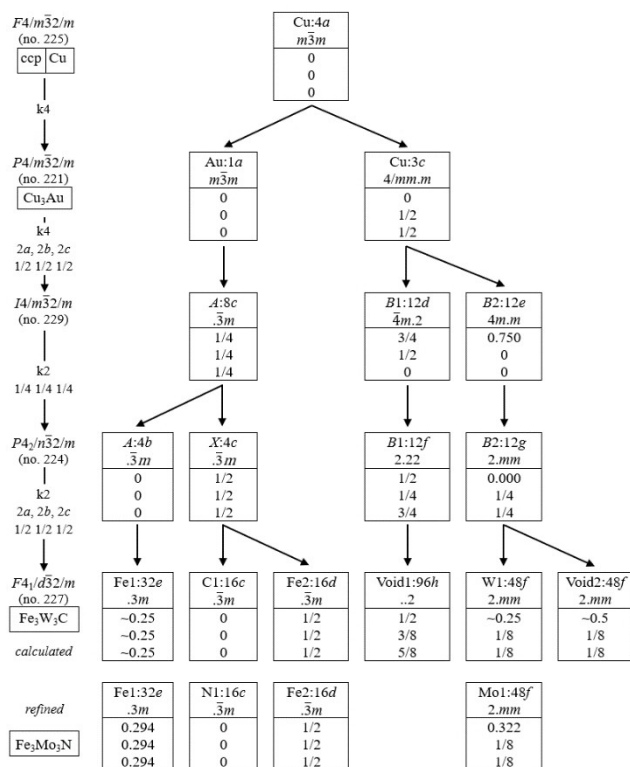 F4/m3̅2/m
(no. 225)
ccp Cu
k4
P4/m3̅2/m
(no. 221)
Cu₃Au
k4
2a, 2b, 2c
1/2 1/2 1/2
I4/m3̅2/m
(no. 229)
k2
1/4 1/4 1/4
P4₂/n3̅2/m
(no. 224)
k2
2a, 2b, 2c
1/2 1/2 1/2
F4₁/d3̅2/m
(no. 227)
Fe₃W₃C
calculated
refined
Fe₃Mo₃N
Cu:4a
m3̅m
0
0
0
Au:1a
m3̅m
0
0
0
Cu:3c
4/mm.m
0
1/2
1/2
A:8c
.3̅m
1/4
1/4
1/4
B1:12d
4̅m.2
3/4
1/2
0
B2:12e
4m.m
0.750
0
0
A:4b
.3̅m
0
0
0
X:4c
.3̅m
1/2
1/2
1/2
B1:12f
2.22
1/2
1/4
3/4
B2:12g
2.mm
0.000
1/4
1/4
Fe1:32e
.3m
~0.25
~0.25
~0.25
C1:16c
.3̅m
0
0
0
Fe2:16d
.3̅m
1/2
1/2
1/2
Void1:96h
..2
1/2
3/8
5/8
W1:48f
2.mm
~0.25
1/8
1/8
Void2:48f
2.mm
~0.5
1/8
1/8
Fe1:32e
.3m
0.294
0.294
0.294
N1:16c
.3̅m
0
0
0
Fe2:16d
.3̅m
1/2
1/2
1/2
Mo1:48f
2.mm
0.322
1/8
1/8